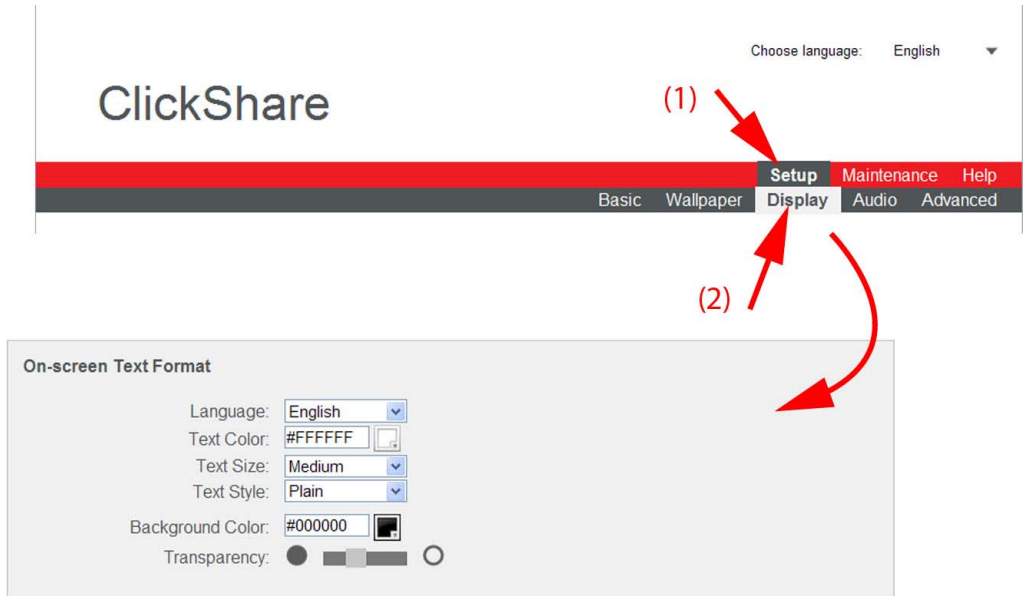 Choose language: English
ClickShare
(1)
Setup Maintenance Help
Basic Wallpaper Display Audio Advanced
(2)
On-screen Text Format
Language: English
Text Color: #FFFFFF
Text Size: Medium
Text Style: Plain
Background Color: #000000
Transparency: